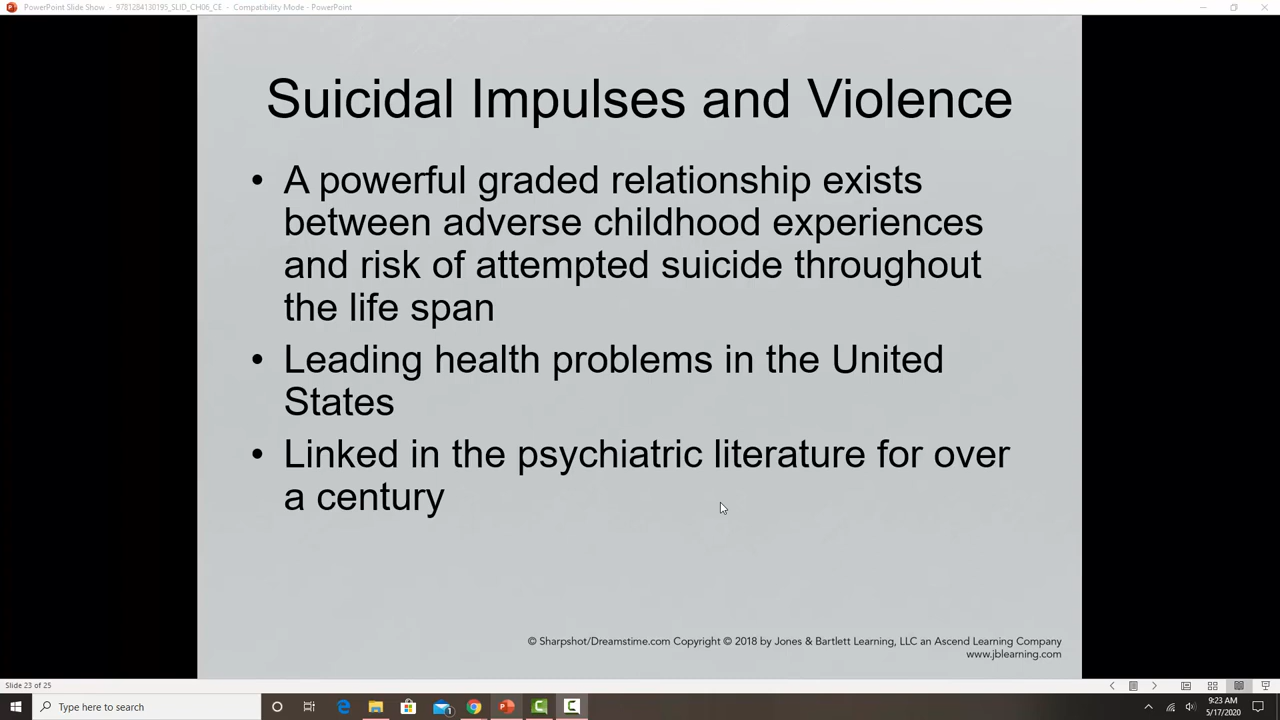 PowerPoint Slide Show - 9781284130195_SLID_CH06_CE - Compatibility Mode - PowerPoint
Suicidal Impulses and Violence
• A powerful graded relationship exists
between adverse childhood experiences
and risk of attempted suicide throughout
the life span
• Leading health problems in the United
States
• Linked in the psychiatric literature for over
a century
© Sharpshot/Dreamstime.com Copyright © 2018 by Jones & Bartlett Learning, LLC an Ascend Learning Company
www.jblearning.com
Slide 23 of 25
Type here to search
9:23 AM
5/17/2020